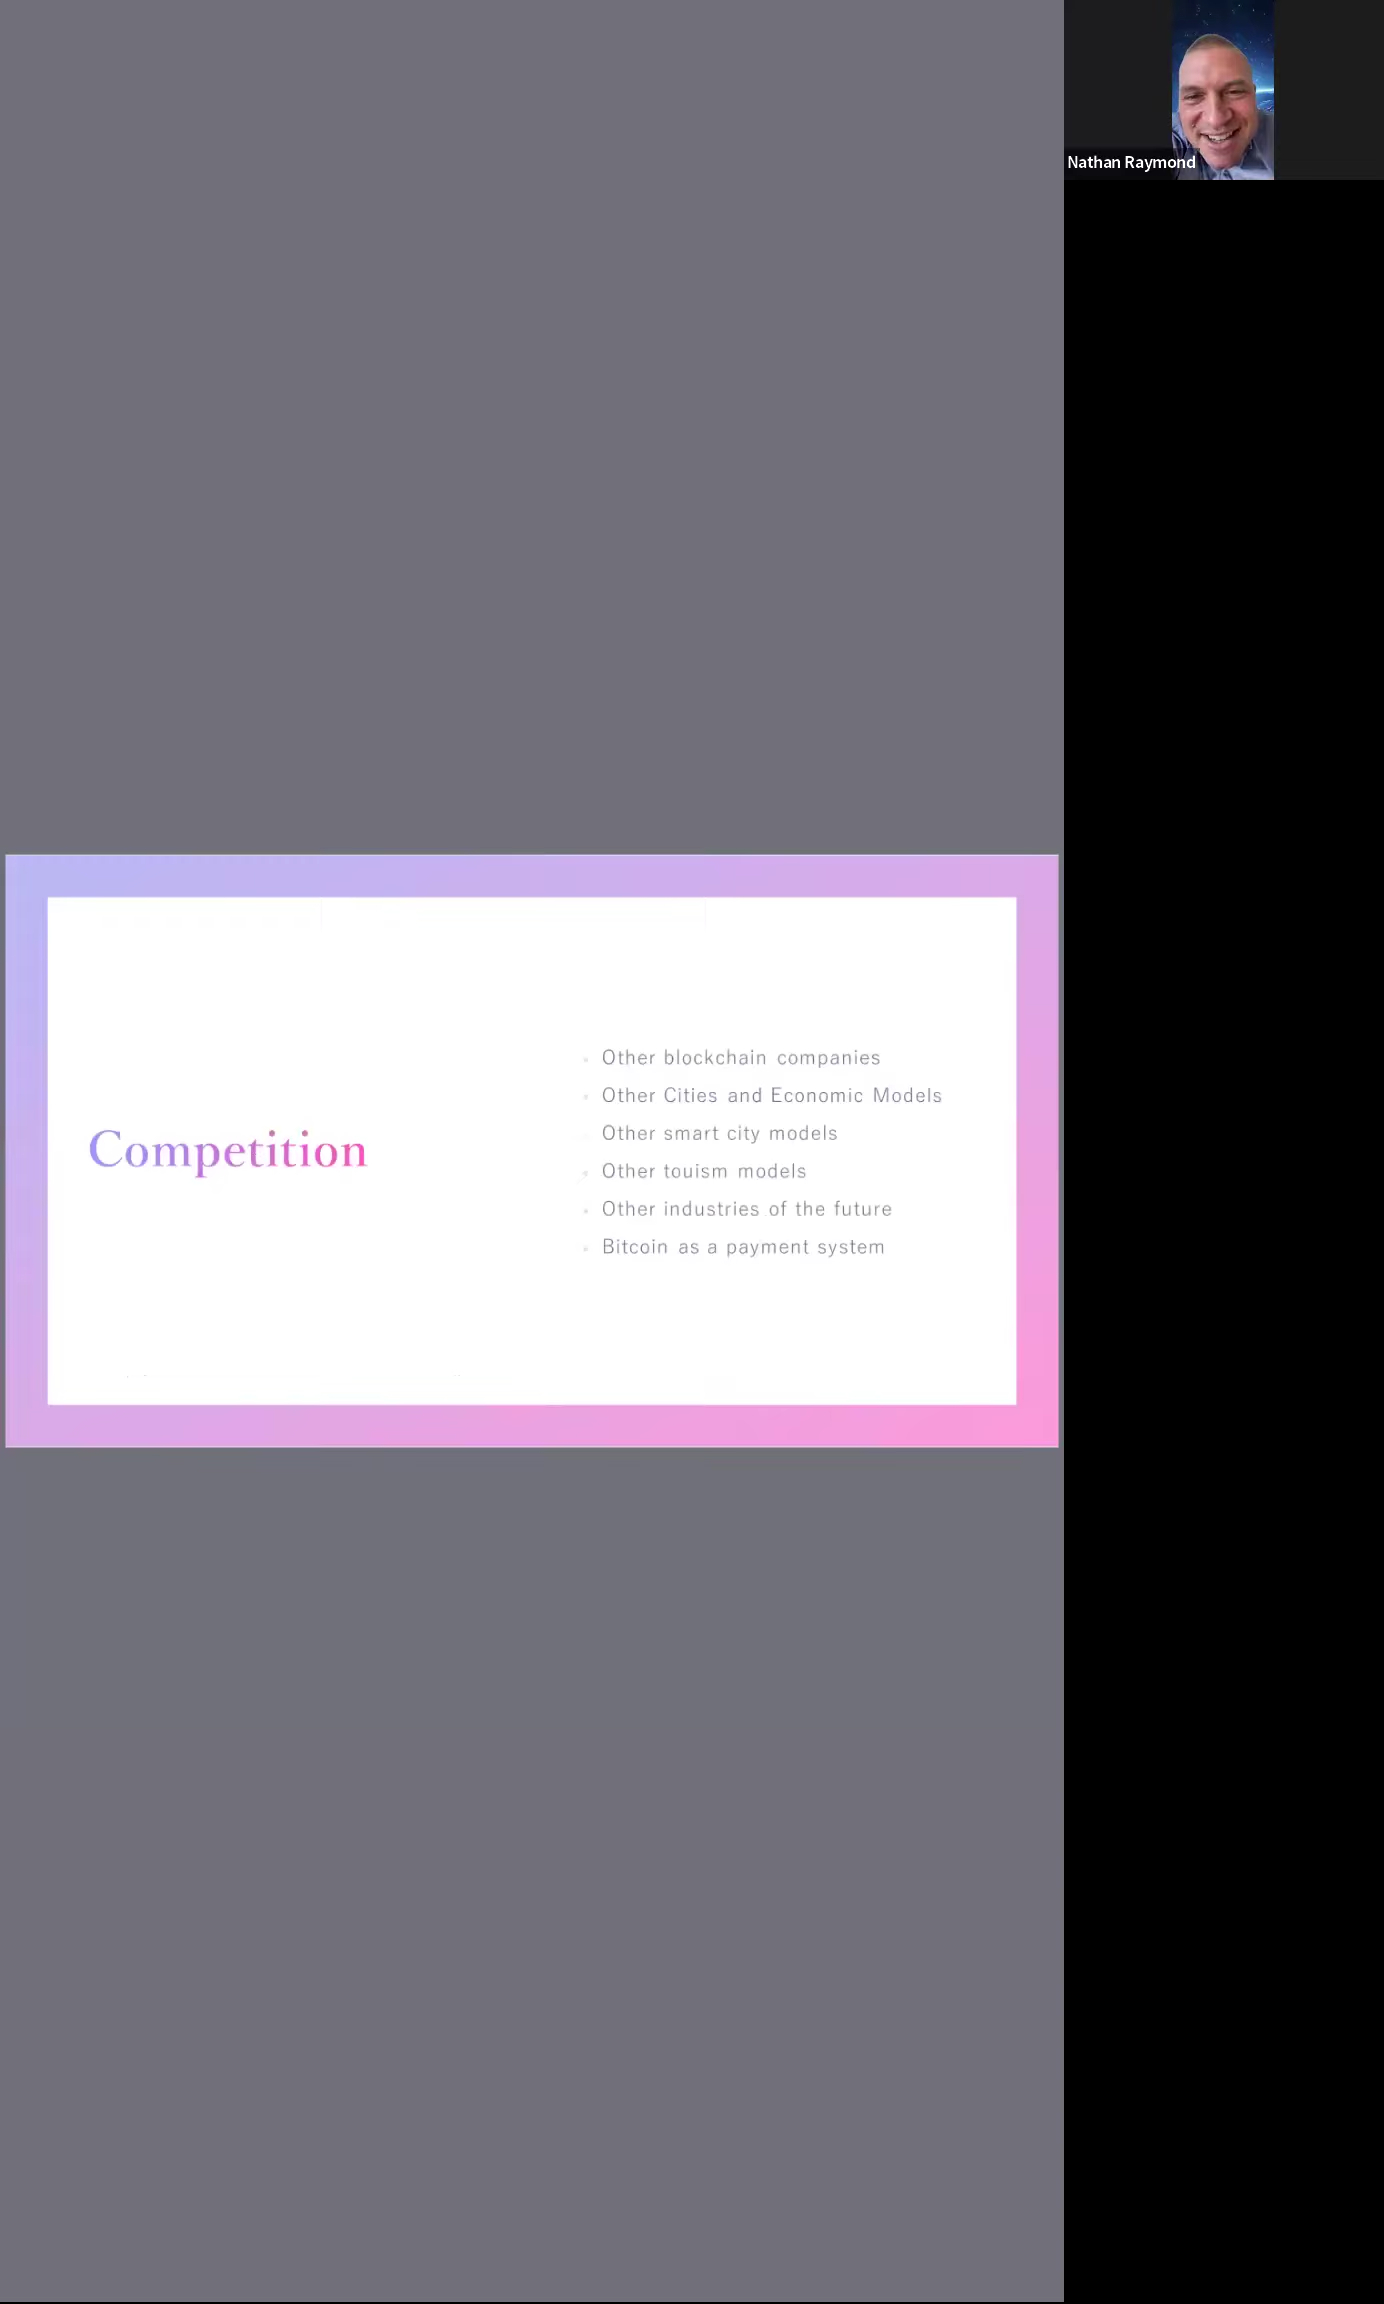 Nathan Raymond
Competition
Other blockchain companies
Other Cities and Economic Models
Other smart city models
Other touism models
Other industries of the future
Bitcoin as a payment system